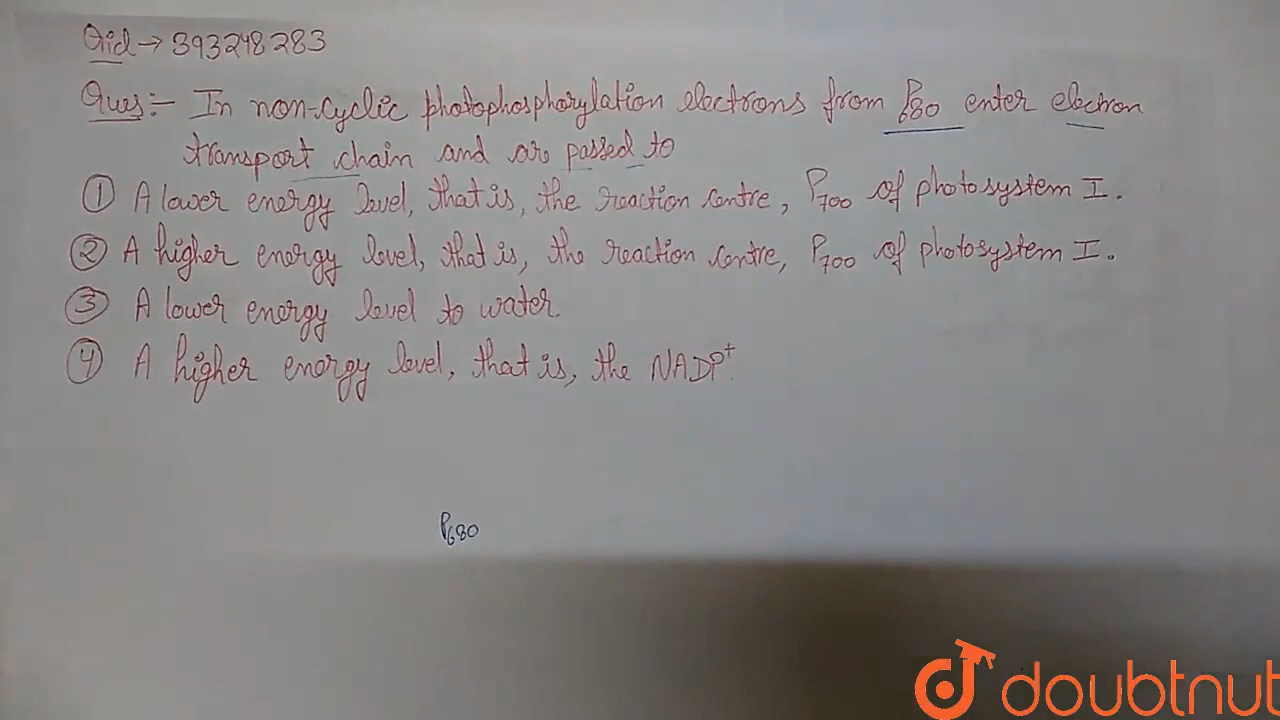 Qid → 393248283
Ques:- In non-cyclic photophosphorylation electrons from P680 enter electron
transport chain and are passed to
① A lower energy level, that is, the reaction centre, P700 of photosystem I.
② A higher energy level, that is, the reaction centre, P700 of photosystem I.
③ A lower energy level to water
④ A higher energy level, that is, the NADP+.
P680
doubtnut